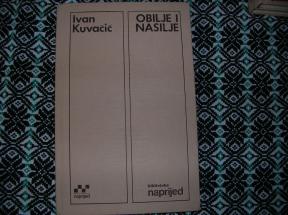 Ivan
Kuvačić
OBILJE I
NASILJE
naprijed
biblioteka
naprijed